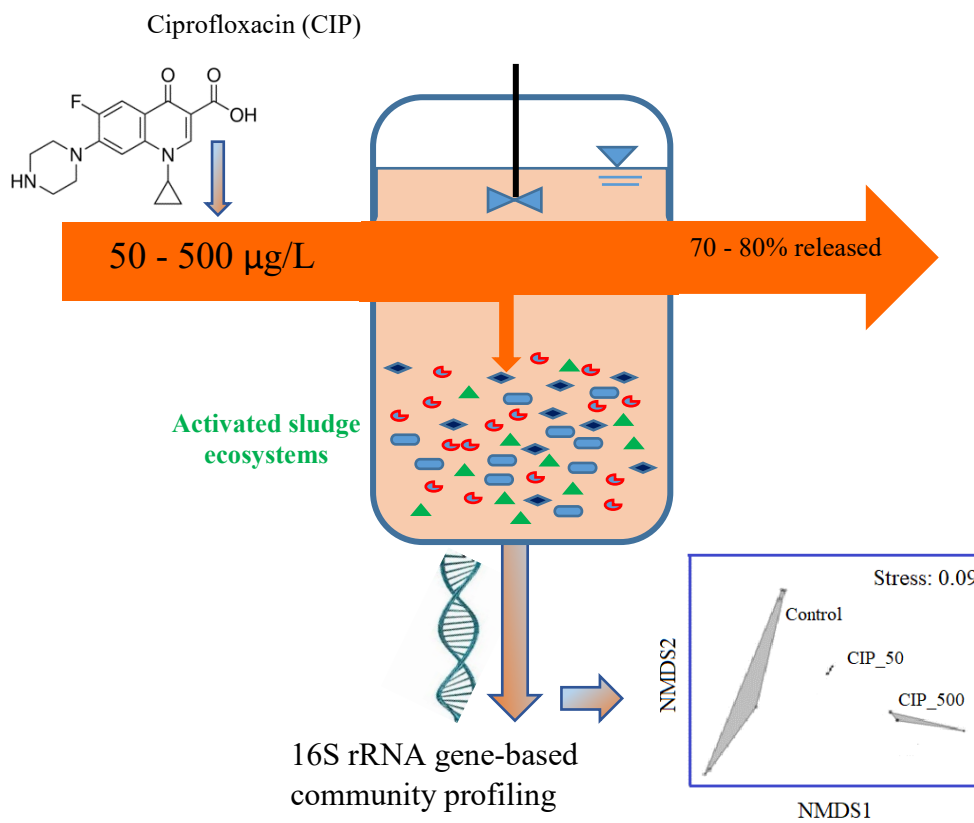 Ciprofloxacin (CIP)
O
O
F
OH
N
N
HN
50 - 500 μg/L
70 - 80% released
Activated sludge
ecosystems
Stress: 0.09
Control
CIP_50
CIP_500
NMDS2
NMDS1
16S rRNA gene-based
community profiling